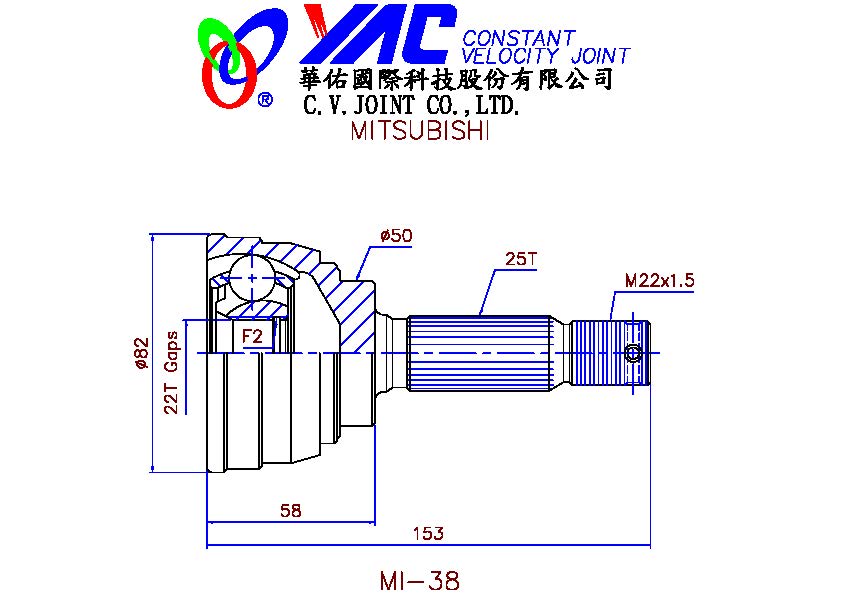 YAC CONSTANT
VELOCITY JOINT
®
華佑國際科技股份有限公司
C.V.JOINT CO.,LTD.
MITSUBISHI
ø50
25T
M22x1.5
F2
ø82
22T Gaps
58
153
MI-38